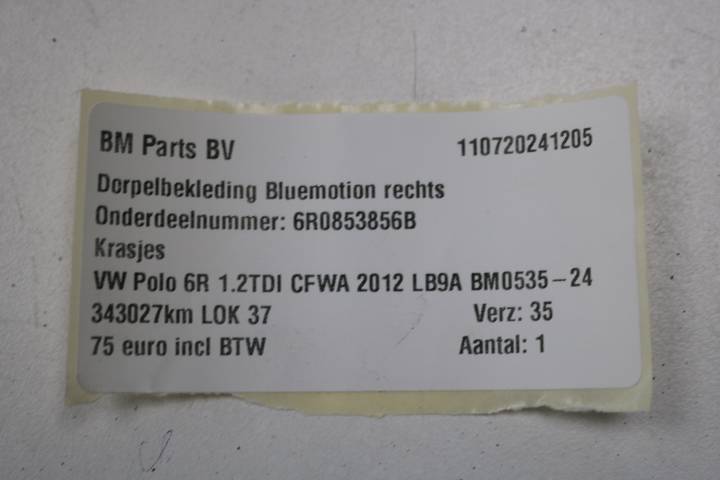 BM Parts BV 110720241205
Dorpelbekleding Bluemotion rechts
Onderdeelnummer: 6R0853856B
Krasjes
VW Polo 6R 1.2TDI CFWA 2012 LB9A BM0535-24
343027km LOK 37 Verz: 35
75 euro incl BTW Aantal: 1